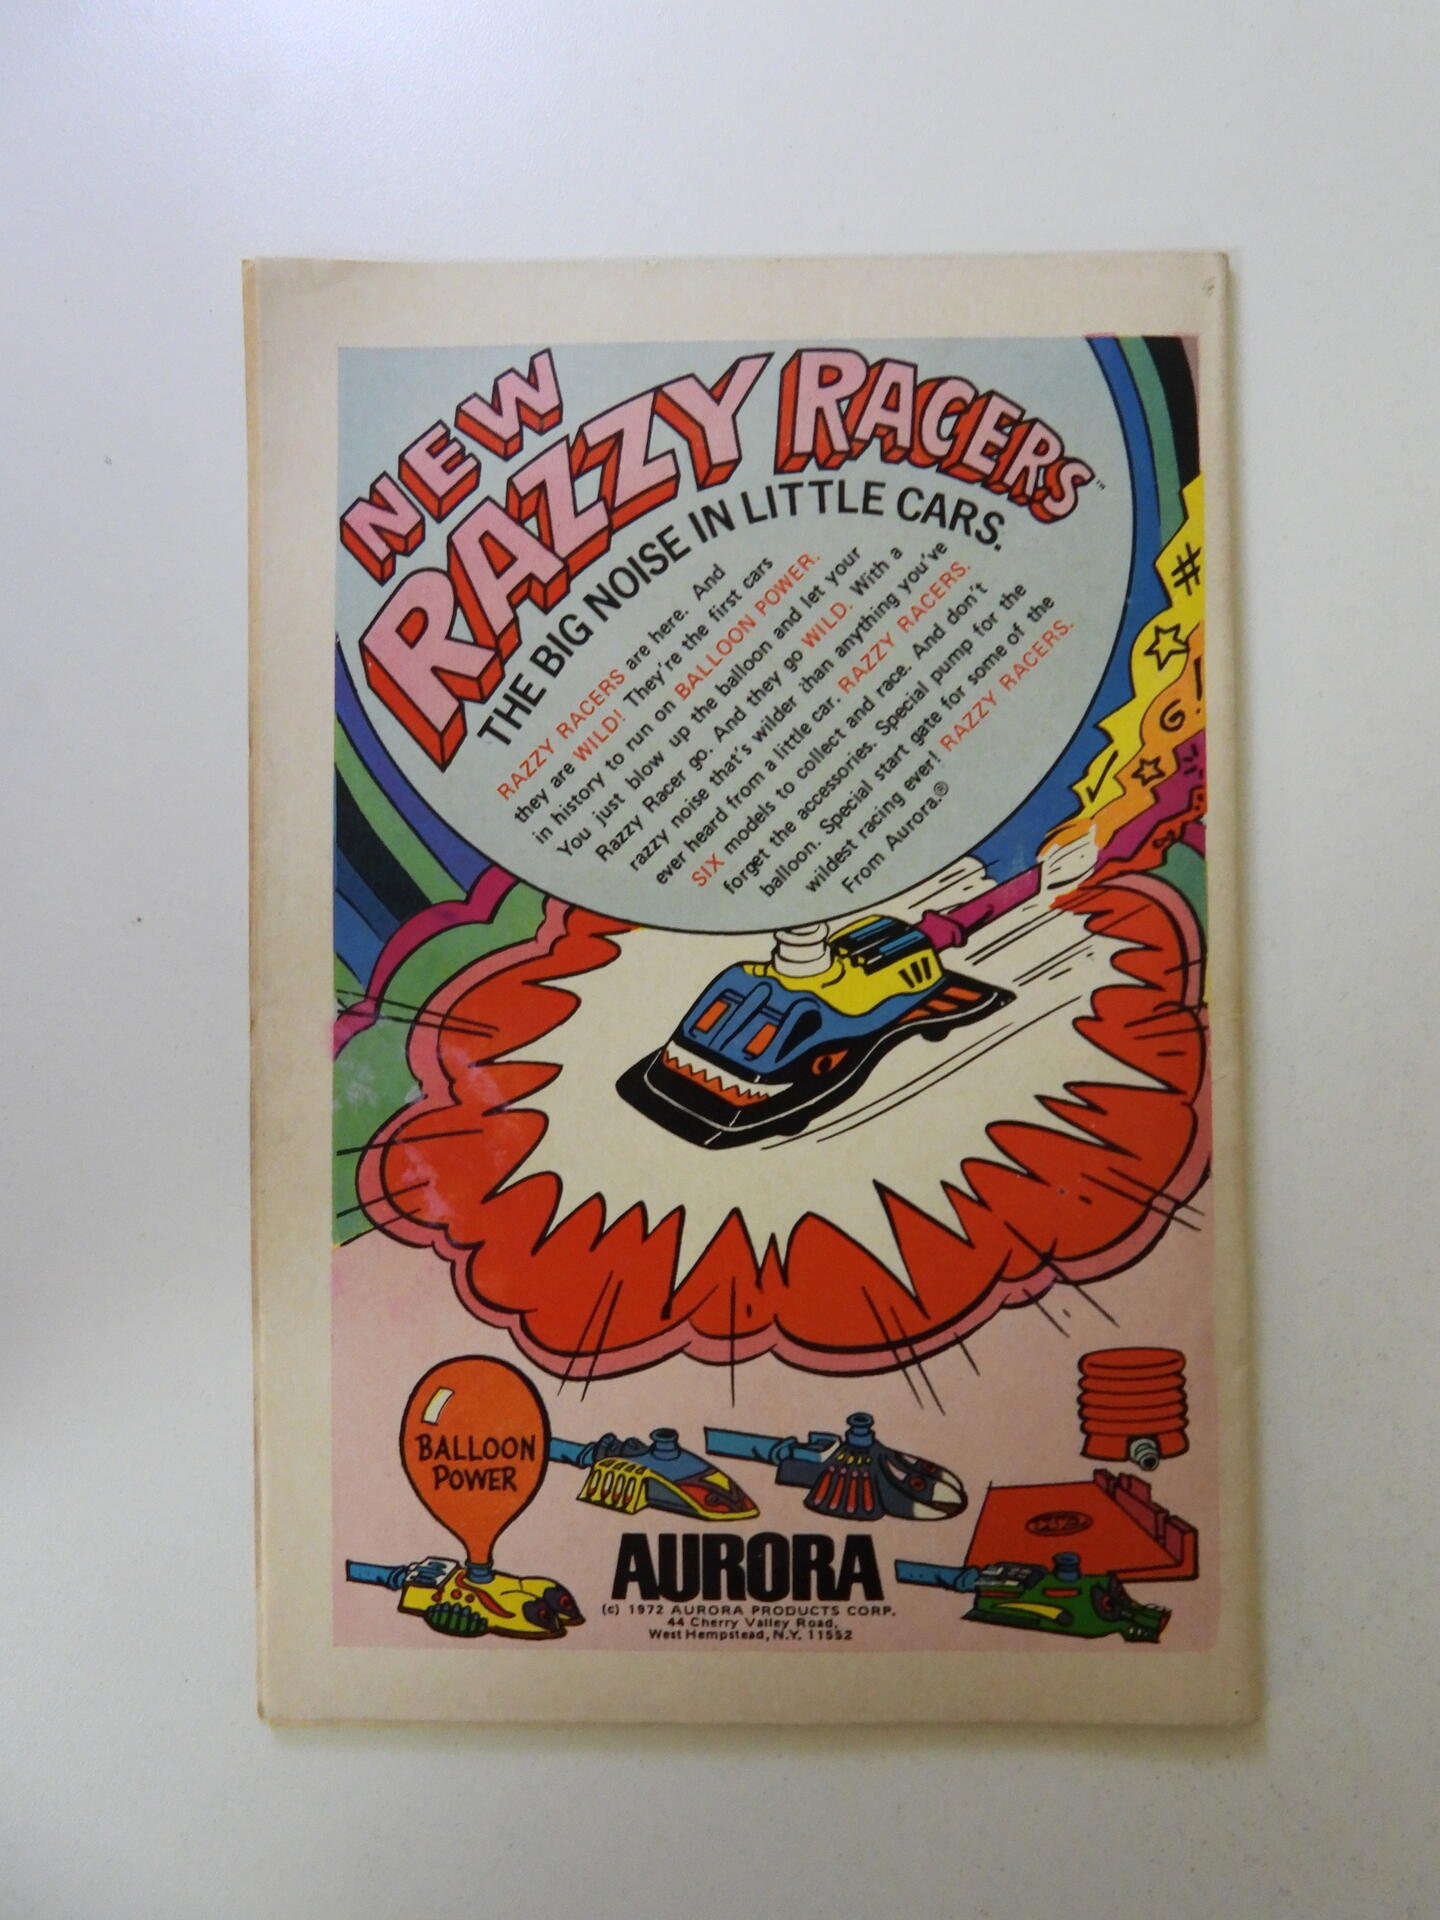 NEW
RAZZY RACERS™
THE BIG NOISE IN LITTLE CARS.
RAZZY RACERS are here. And
they are WILD! They're the first cars
in history to run on BALLOON POWER.
You just blow up the balloon and let your
Razzy Racer go. And they go WILD. With a
razzy noise that's wilder than anything you've
ever heard from a little car. RAZZY RACERS.
SIX models to collect and race. And don't
forget the accessories. Special pump for the
balloon. Special start gate for some of the
wildest racing ever! RAZZY RACERS.
From Aurora.®
#
!
G
BALLOON
POWER
AURORA
(c) 1972 AURORA PRODUCTS CORP.
44 Cherry Valley Road,
West Hempstead, N.Y. 11552